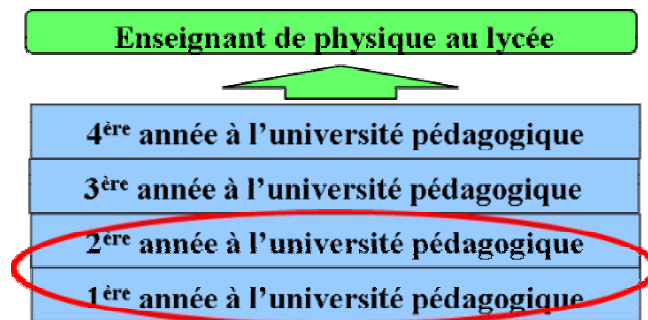 Enseignant de physique au lycée
4ère année à l’université pédagogique
3ère année à l’université pédagogique
2ère année à l’université pédagogique
1ère année à l’université pédagogique